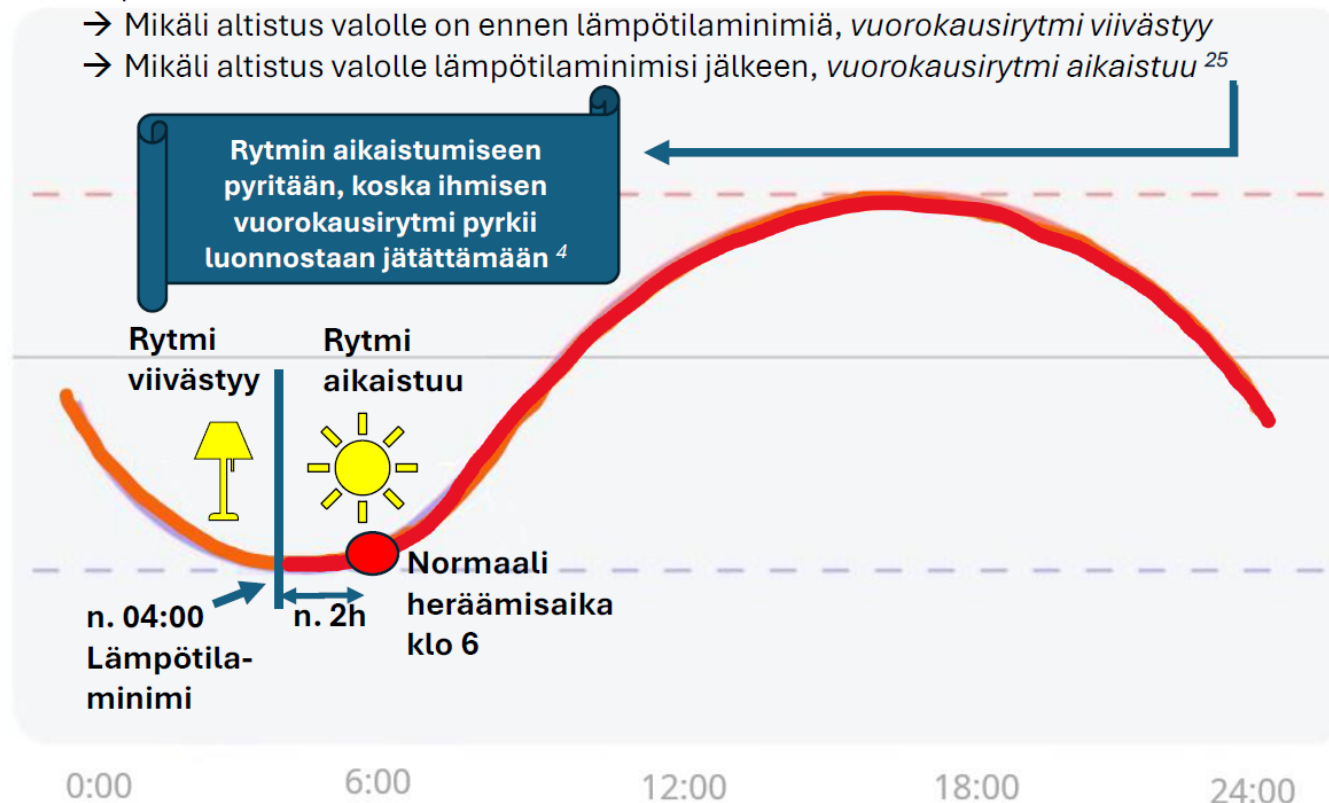 → Mikäli altistus valolle on ennen lämpötilaminimiä, vuorokausirytmi viivästyy
→ Mikäli altistus valolle lämpötilaminimisi jälkeen, vuorokausirytmi aikaistuu 25
Rytmin aikaistumiseen
pyritään, koska ihmisen
vuorokausirytmi pyrkii
luonnostaan jätättämään 4
Rytmi
viivästyy
Rytmi
aikaistuu
n. 04:00
Lämpötila-
minimi
n. 2h
Normaali
heräämisaika
klo 6
0:00
6:00
12:00
18:00
24:00